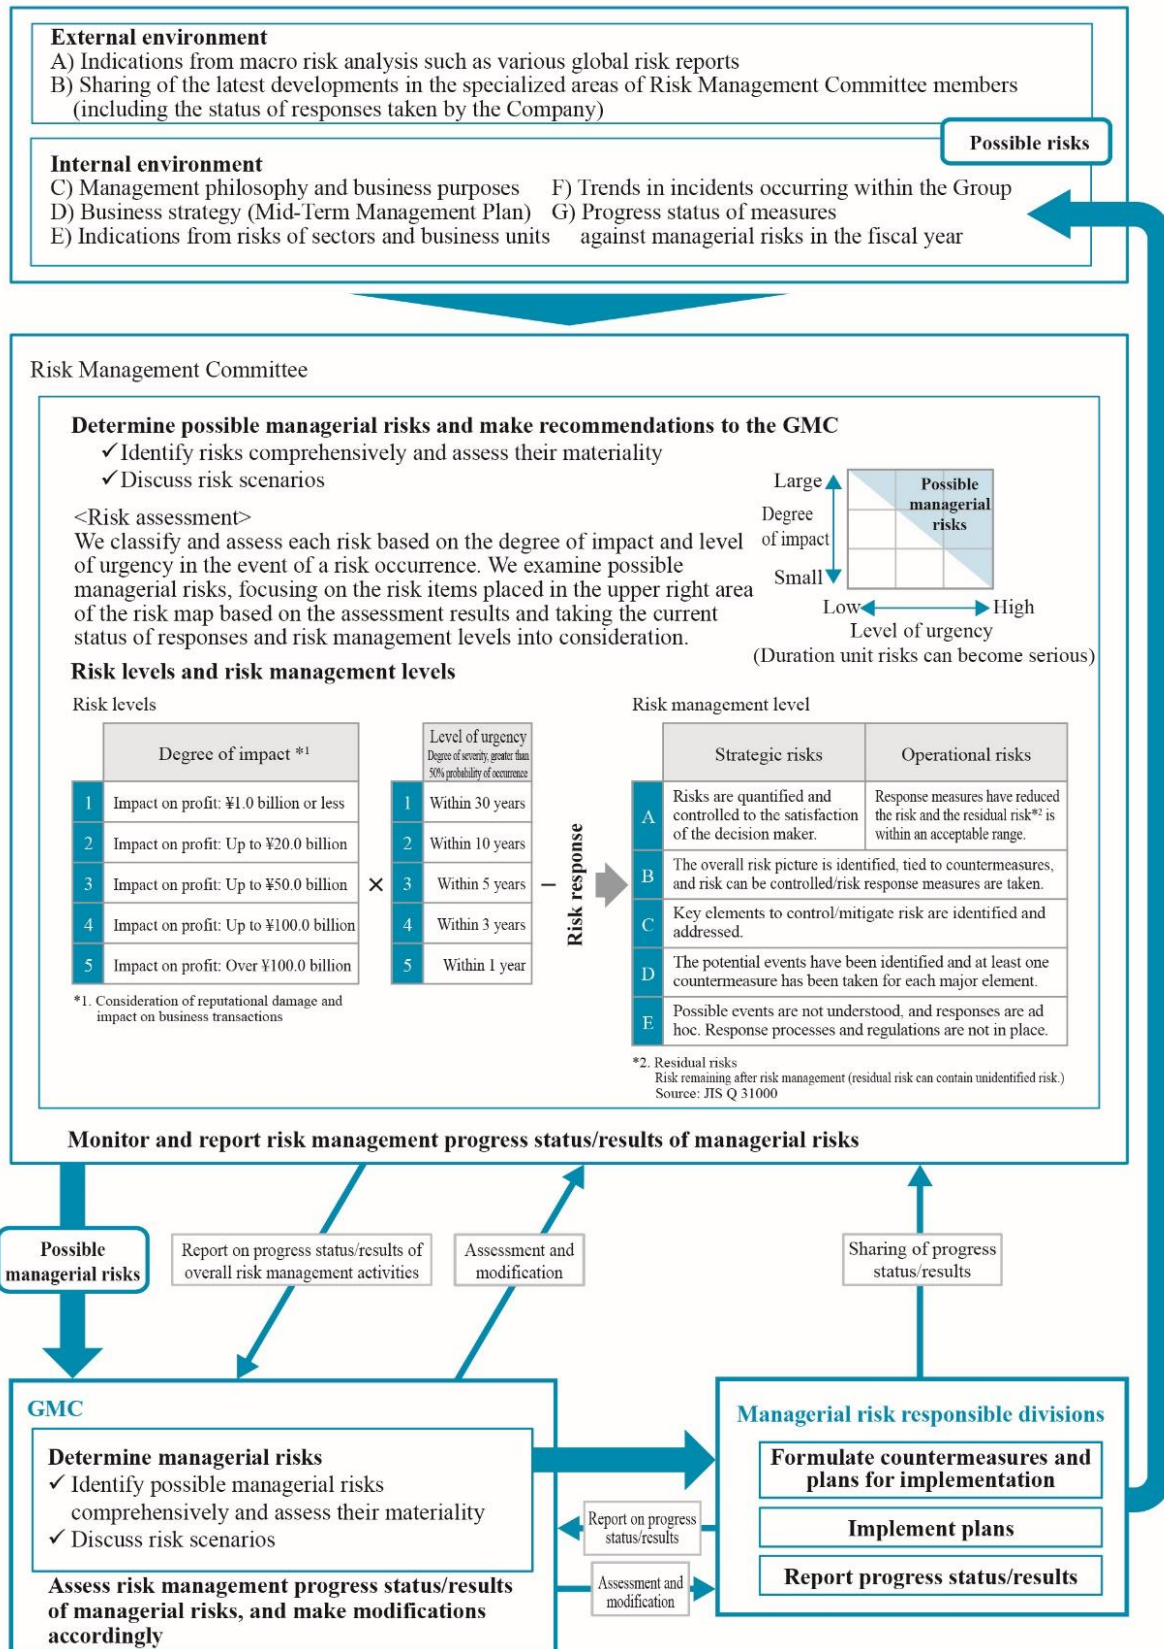 External environment
A) Indications from macro risk analysis such as various global risk reports
B) Sharing of the latest developments in the specialized areas of Risk Management Committee members
(including the status of responses taken by the Company)
Possible risks
Internal environment
C) Management philosophy and business purposes
D) Business strategy (Mid-Term Management Plan)
E) Indications from risks of sectors and business units
F) Trends in incidents occurring within the Group
G) Progress status of measures
against managerial risks in the fiscal year
Risk Management Committee
Determine possible managerial risks and make recommendations to the GMC
✓ Identify risks comprehensively and assess their materiality
✓ Discuss risk scenarios
<Risk assessment>
We classify and assess each risk based on the degree of impact and level
of urgency in the event of a risk occurrence. We examine possible
managerial risks, focusing on the risk items placed in the upper right area
of the risk map based on the assessment results and taking the current
status of responses and risk management levels into consideration.
Large
Degree
of impact
Small
Possible
managerial
risks
Low
High
Level of urgency
(Duration unit risks can become serious)
Risk levels and risk management levels
Risk levels
Degree of impact *1
1 Impact on profit: ¥1.0 billion or less
2 Impact on profit: Up to ¥20.0 billion
3 Impact on profit: Up to ¥50.0 billion
4 Impact on profit: Up to ¥100.0 billion
5 Impact on profit: Over ¥100.0 billion
*1. Consideration of reputational damage and
impact on business transactions
×
Level of urgency
Degree of severity, greater than
50% probability of occurrence
1 Within 30 years
2 Within 10 years
3 Within 5 years
4 Within 3 years
5 Within 1 year
−
Risk response
Risk management level
Strategic risks
Operational risks
A
Risks are quantified and
controlled to the satisfaction
of the decision maker.
Response measures have reduced
the risk and the residual risk*2 is
within an acceptable range.
B
The overall risk picture is identified, tied to countermeasures,
and risk can be controlled/risk response measures are taken.
C
Key elements to control/mitigate risk are identified and
addressed.
D
The potential events have been identified and at least one
countermeasure has been taken for each major element.
E
Possible events are not understood, and responses are ad
hoc. Response processes and regulations are not in place.
*2. Residual risks
Risk remaining after risk management (residual risk can contain unidentified risk.)
Source: JIS Q 31000
Monitor and report risk management progress status/results of managerial risks
Possible
managerial risks
Report on progress status/results of
overall risk management activities
Assessment and
modification
Sharing of progress
status/results
GMC
Determine managerial risks
✓ Identify possible managerial risks
comprehensively and assess their materiality
✓ Discuss risk scenarios
Assess risk management progress status/results
of managerial risks, and make modifications
accordingly
Report on progress
status/results
Assessment and
modification
Managerial risk responsible divisions
Formulate countermeasures and
plans for implementation
Implement plans
Report progress status/results